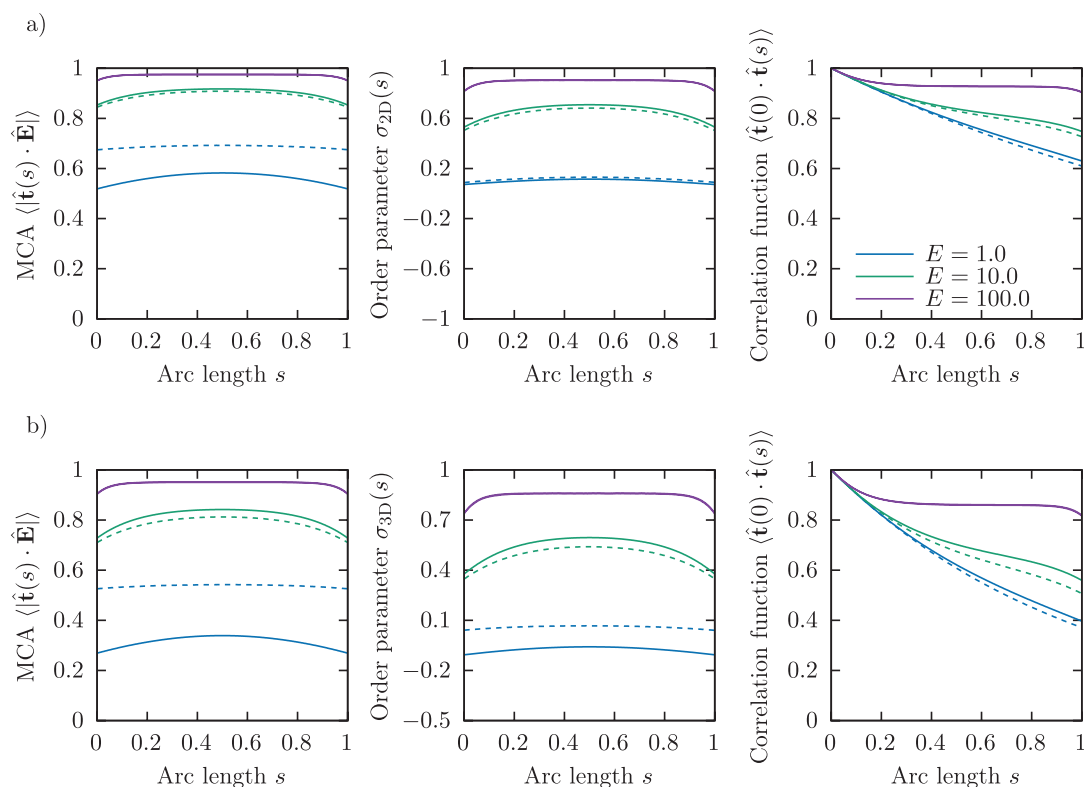 a)
MCA ⟨|t̂(s) · Ê|⟩
1
0.8
0.6
0.4
0.2
0
0 0.2 0.4 0.6 0.8 1
Arc length s
Order parameter σ2D(s)
1
0.6
0.2
−0.2
−0.6
−1
0 0.2 0.4 0.6 0.8 1
Arc length s
Correlation function ⟨t̂(0) · t̂(s)⟩
1
0.8
0.6
0.4
0.2
0
E = 1.0
E = 10.0
E = 100.0
0 0.2 0.4 0.6 0.8 1
Arc length s
b)
MCA ⟨|t̂(s) · Ê|⟩
1
0.8
0.6
0.4
0.2
0
0 0.2 0.4 0.6 0.8 1
Arc length s
Order parameter σ3D(s)
1
0.7
0.4
0.1
−0.2
−0.5
0 0.2 0.4 0.6 0.8 1
Arc length s
Correlation function ⟨t̂(0) · t̂(s)⟩
1
0.8
0.6
0.4
0.2
0
0 0.2 0.4 0.6 0.8 1
Arc length s